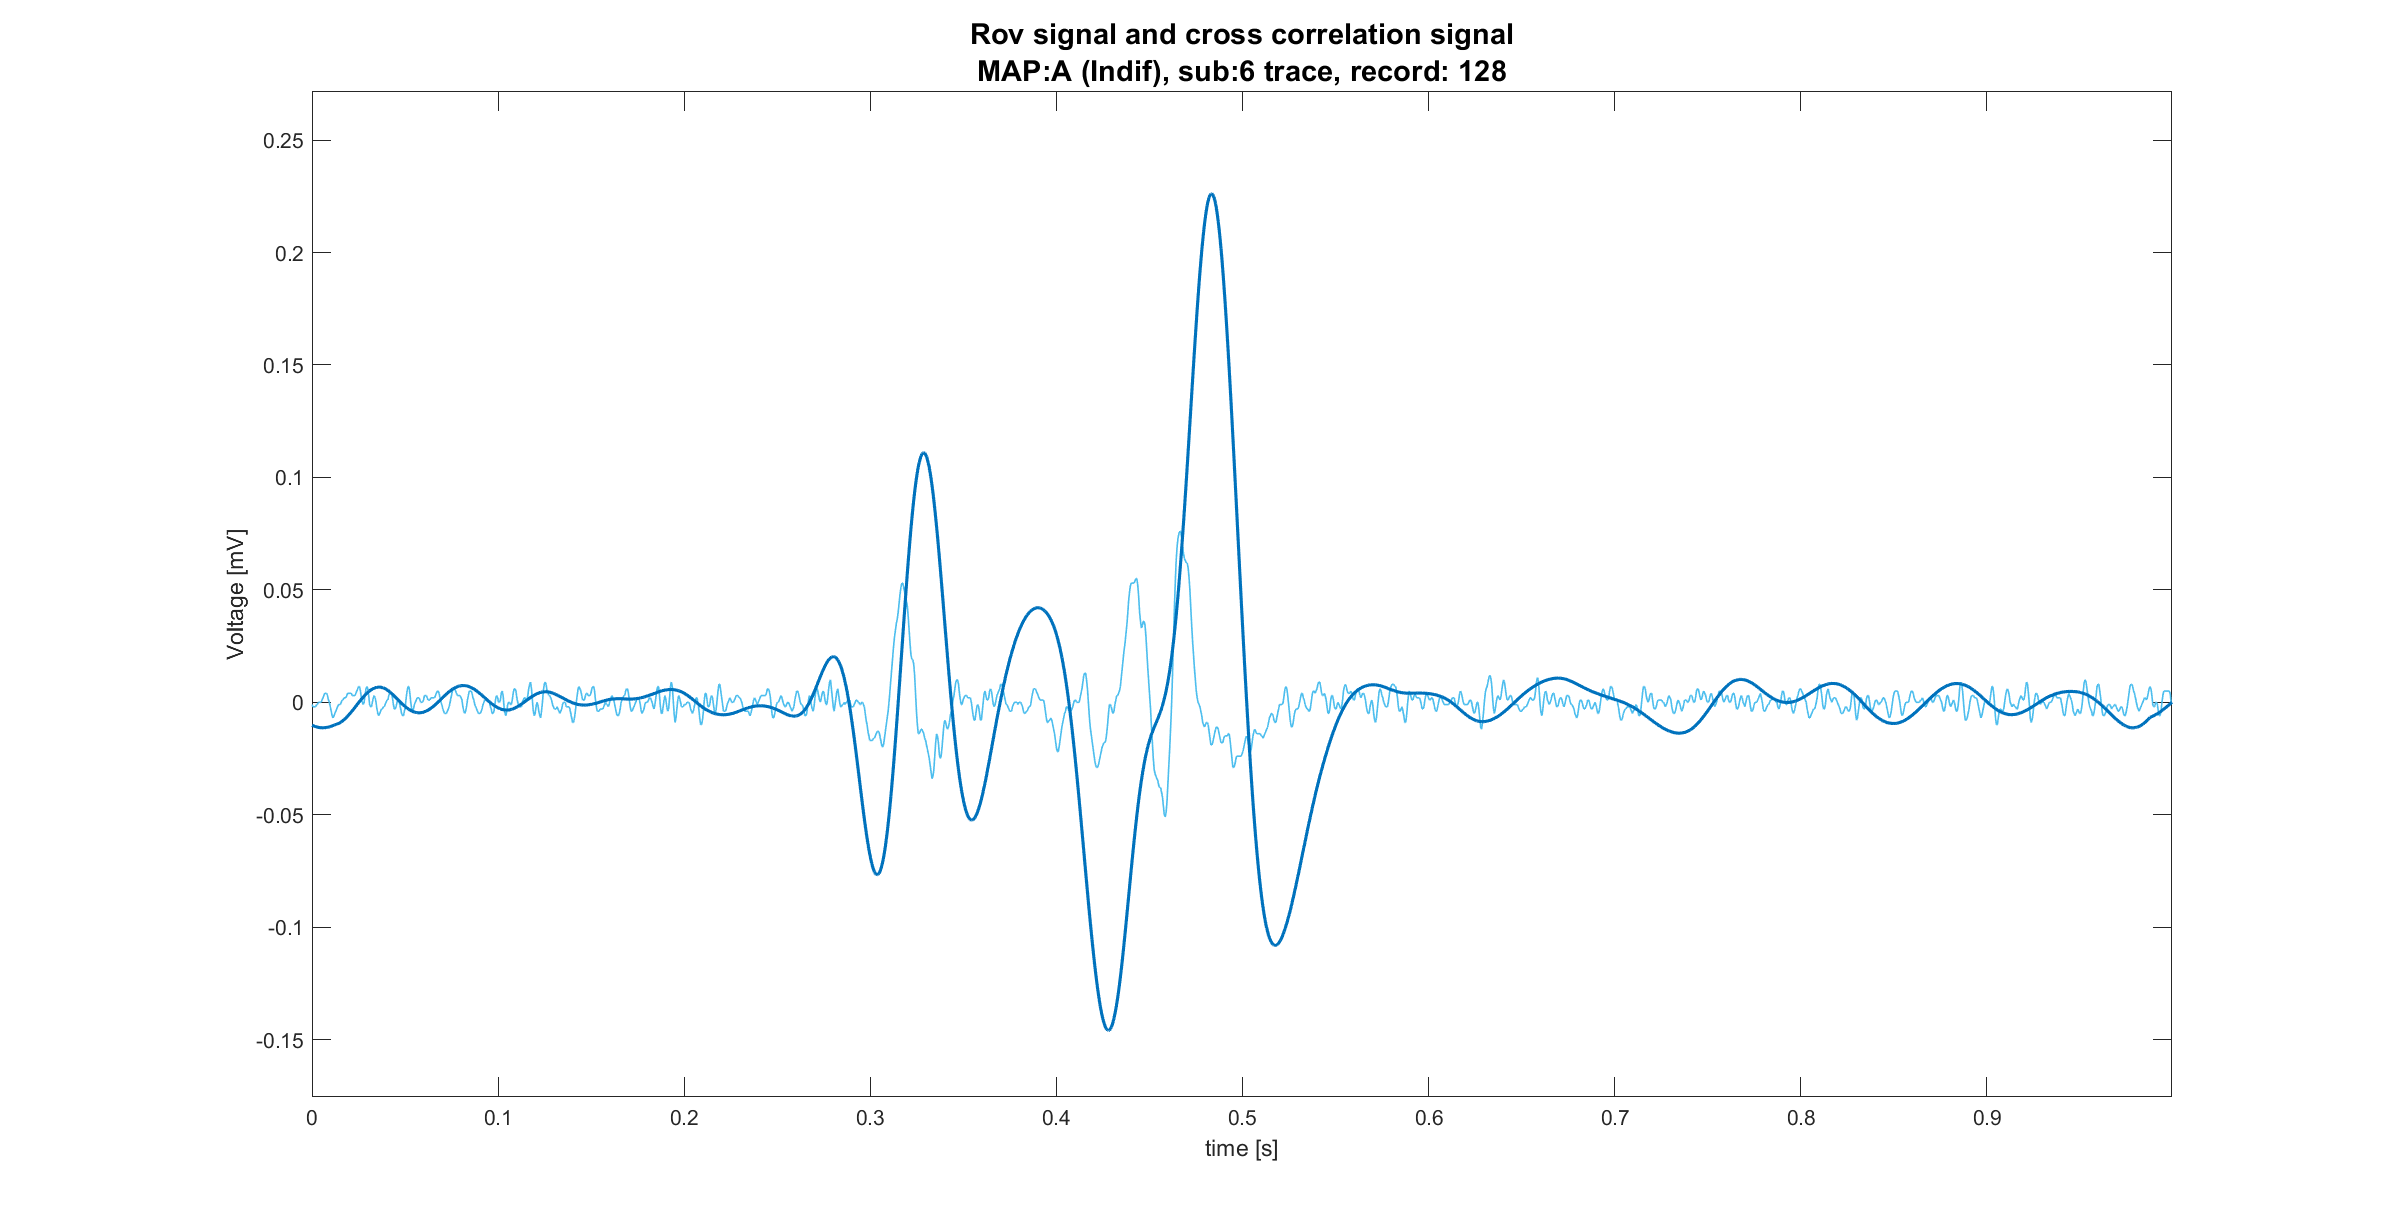 Rov signal and cross correlation signal
MAP:A (Indif), sub:6 trace, record: 128
0.25
0.2
0.15
0.1
0.05
0
-0.05
-0.1
-0.15
Voltage [mV]
0 0.1 0.2 0.3 0.4 0.5 0.6 0.7 0.8 0.9
time [s]